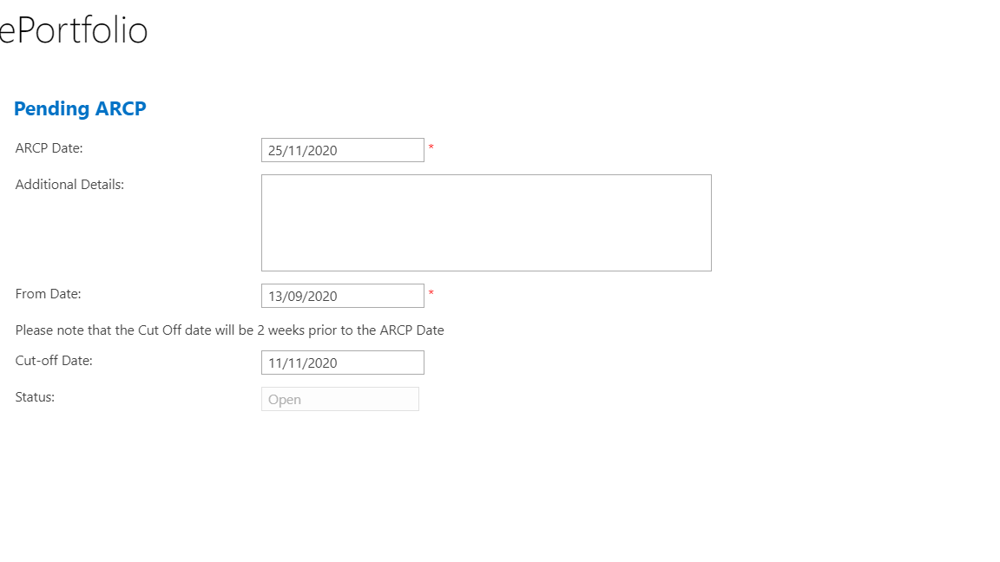 ePortfolio
Pending ARCP
ARCP Date: 25/11/2020 *
Additional Details:
From Date: 13/09/2020 *
Please note that the Cut Off date will be 2 weeks prior to the ARCP Date
Cut-off Date: 11/11/2020
Status: Open